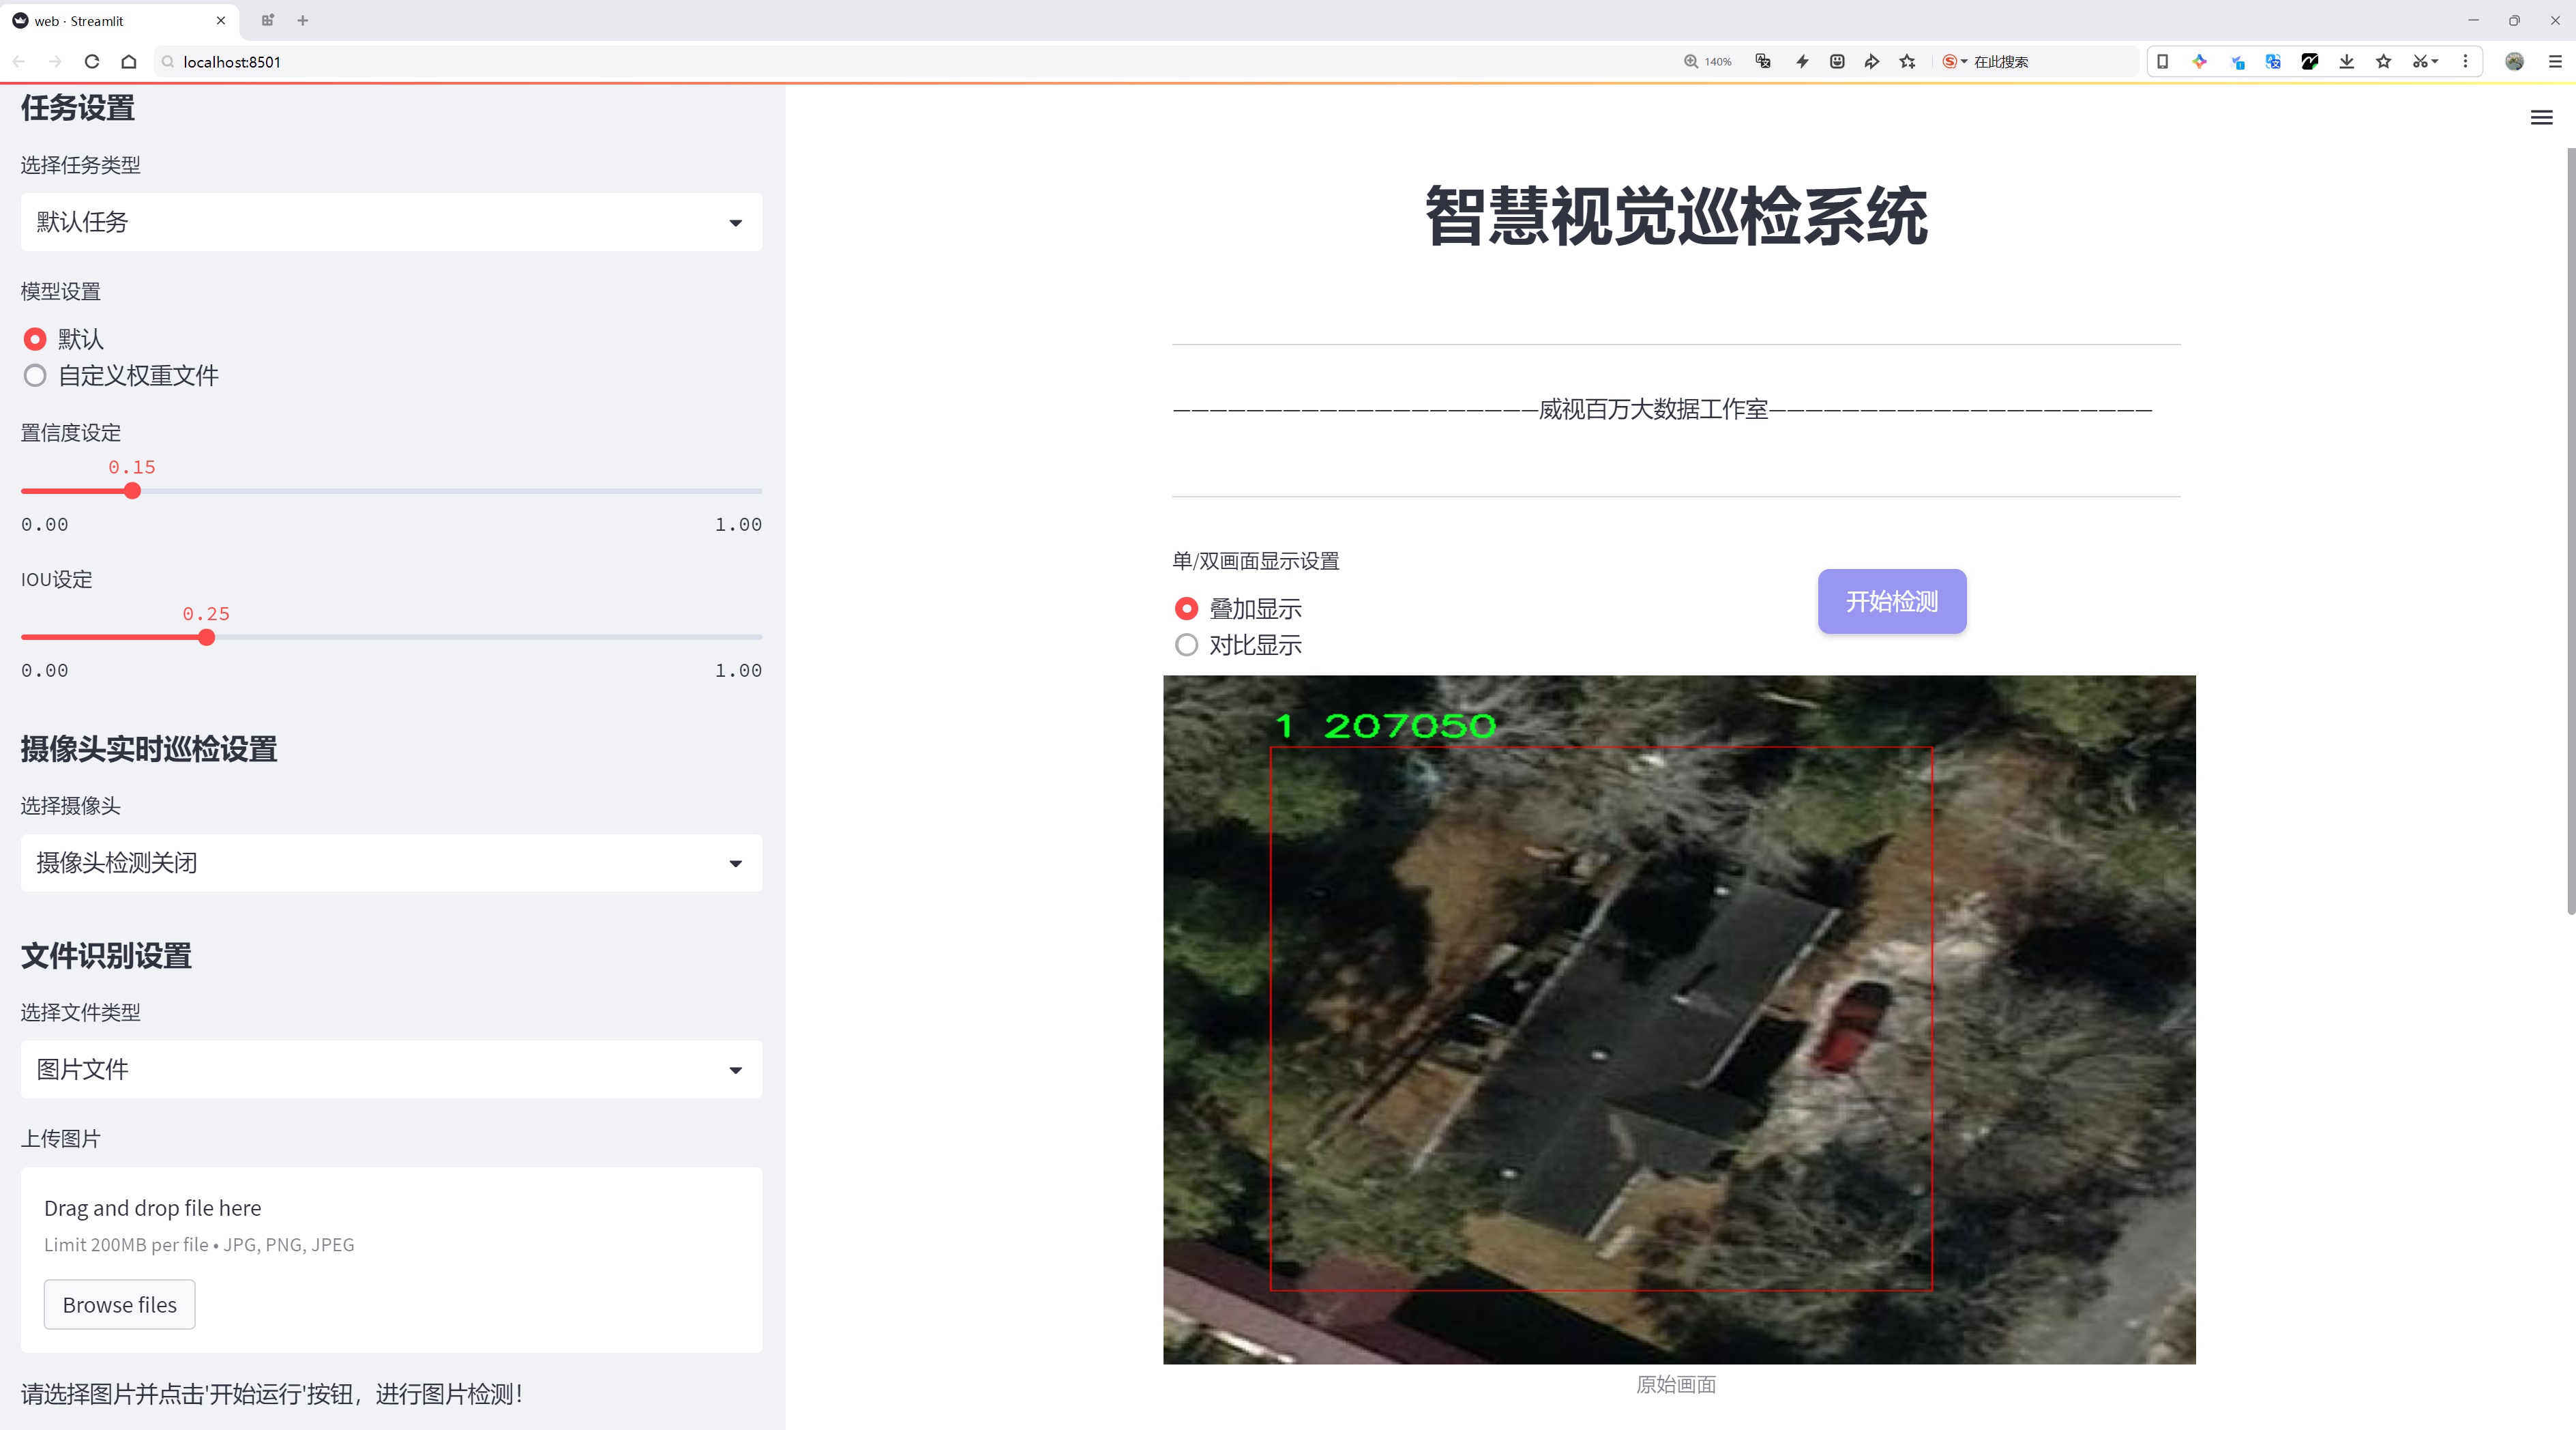 web · Streamlit
localhost:8501
140%
在此搜索
任务设置
选择任务类型
默认任务
模型设置
默认
自定义权重文件
置信度设定
0.15
0.00 1.00
IOU设定
0.25
0.00 1.00
摄像头实时巡检设置
选择摄像头
摄像头检测关闭
文件识别设置
选择文件类型
图片文件
上传图片
Drag and drop file here
Limit 200MB per file • JPG, PNG, JPEG
Browse files
请选择图片并点击'开始运行'按钮，进行图片检测！
智慧视觉巡检系统
—————————————————————威视百万大数据工作室—————————————————————
单/双画面显示设置
叠加显示
对比显示
开始检测
1 207050
原始画面